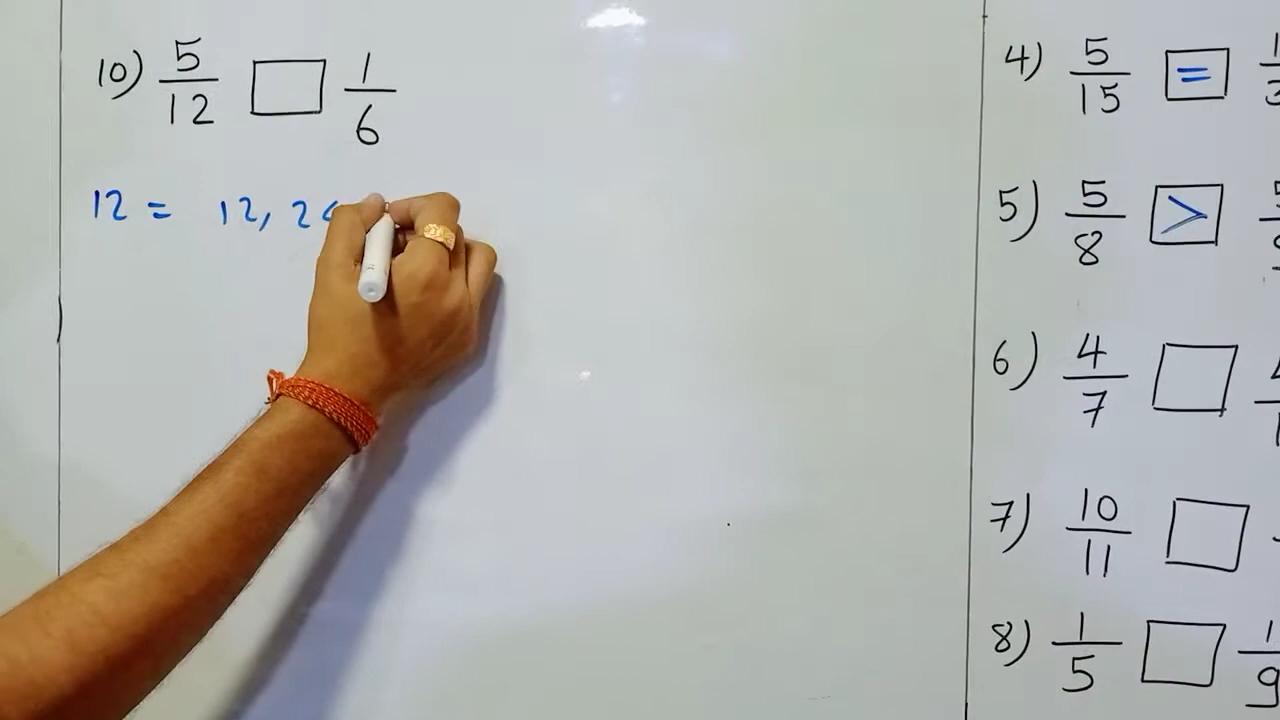 10) 5/12 □ 1/6
12 = 12, 24
4) 5/15 =
5) 5/8 >
6) 4/7 □
7) 10/11 □
8) 1/5 □